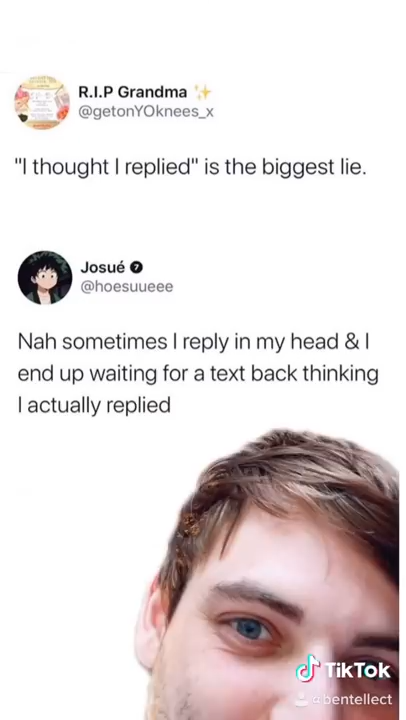 R.I.P Grandma ✨
@getonYOknees_x
"I thought I replied" is the biggest lie.
Josué
@hoesuueee
Nah sometimes I reply in my head & I
end up waiting for a text back thinking
I actually replied
TikTok
@bentellect